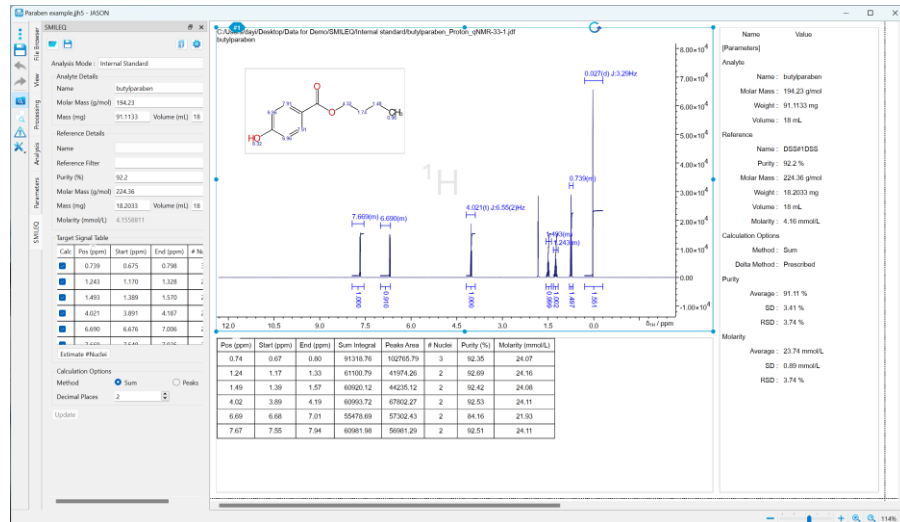 Paraben example.jjh5 - JASON
SMILEQ
File Browser
View
Processing
Analysis
Parameters
SMILEQ
Analysis Mode : Internal Standard
Analyte Details
Name butylparaben
Molar Mass (g/mol) 194.23
Mass (mg) 91.1133 Volume (mL) 18
Reference Details
Name
Reference Filter
Purity (%) 92.2
Molar Mass (g/mol) 224.36
Mass (mg) 18.2033 Volume (mL) 18
Molarity (mmol/L) 4.1558811
Target Signal Table
Calc Pos (ppm) Start (ppm) End (ppm) # Nu
0.739 0.675 0.798 3
1.243 1.170 1.328 2
1.493 1.389 1.570 2
4.021 3.891 4.187 2
6.690 6.676 7.006 2
Estimate #Nuclei
Calculation Options
Method Sum Peaks
Decimal Places 2
Update
C:/Users/dayi/Desktop/Data for Demo/SMILEQ/Internal standard/butylparaben_Proton_qNMR-33-1.jdf
butylparaben
HO
O
O
CH₃
¹H
7.669(m)
6.690(m)
4.021(t) J:6.55(2)Hz
1.493(m)
1.243(m)
0.739(m)
0.027(d) J:3.29Hz
8.00×10⁴
7.00×10⁴
6.00×10⁴
5.00×10⁴
4.00×10⁴
3.00×10⁴
2.00×10⁴
1.00×10⁴
0.00
-1.00×10⁴
1.000
0.910
1.000
0.999
1.002
1.497
1.551
12.0 10.5 9.0 7.5 6.0 4.5 3.0 1.5 0.0 δ¹H / ppm
Pos (ppm) Start (ppm) End (ppm) Sum Integral Peaks Area # Nuclei Purity (%) Molarity (mmol/L)
0.74 0.67 0.80 91318.76 102765.79 3 92.35 24.07
1.24 1.17 1.33 61100.79 41974.26 2 92.69 24.16
1.49 1.39 1.57 60920.12 44235.12 2 92.42 24.08
4.02 3.89 4.19 60993.72 67802.27 2 92.53 24.11
6.69 6.68 7.01 55478.69 57302.43 2 84.16 21.93
7.67 7.55 7.94 60981.98 56981.29 2 92.51 24.11
Name Value
[Parameters]
Analyte
Name : butylparaben
Molar Mass : 194.23 g/mol
Weight : 91.1133 mg
Volume : 18 mL
Reference
Name : DSS#1DSS
Purity : 92.2 %
Molar Mass : 224.36 g/mol
Weight : 18.2033 mg
Volume : 18 mL
Molarity : 4.16 mmol/L
Calculation Options
Method : Sum
Delta Method : Prescribed
Purity
Average : 91.11 %
SD : 3.41 %
RSD : 3.74 %
Molarity
Average : 23.74 mmol/L
SD : 0.89 mmol/L
RSD : 3.74 %
114%